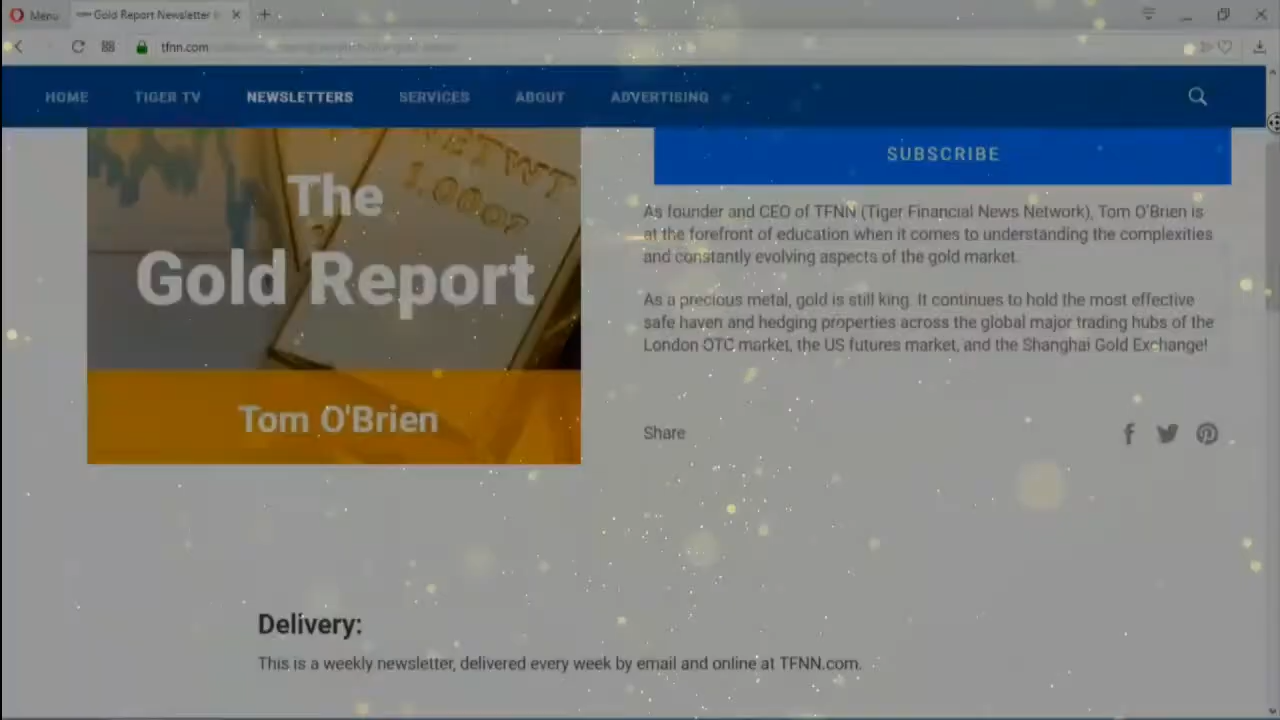 Menu
Gold Report Newsletter
tfnn.com
HOME
TIGER TV
NEWSLETTERS
SERVICES
ABOUT
ADVERTISING
NETWT
1.000Z
The
Gold Report
Tom O'Brien
SUBSCRIBE
As founder and CEO of TFNN (Tiger Financial News Network), Tom O'Brien is
at the forefront of education when it comes to understanding the complexities
and constantly evolving aspects of the gold market.
As a precious metal, gold is still king. It continues to hold the most effective
safe haven and hedging properties across the global major trading hubs of the
London OTC market, the US futures market, and the Shanghai Gold Exchange!
Share
Delivery:
This is a weekly newsletter, delivered every week by email and online at TFNN.com.